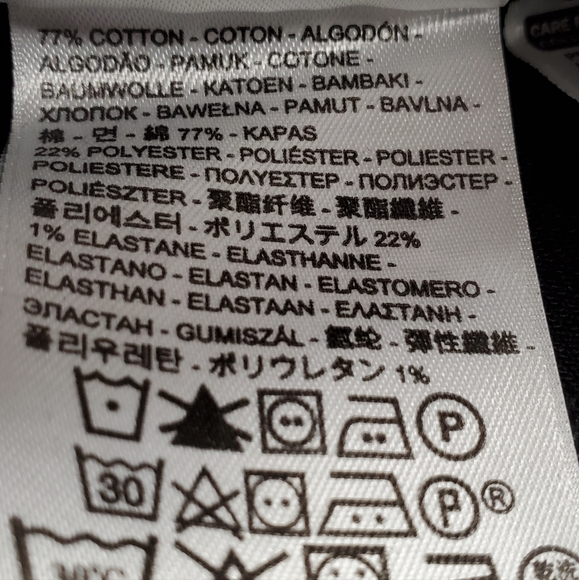 77% COTTON - COTON - ALGODÓN -
ALGODÃO - PAMUK - COTONE -
BAUMWOLLE - KATOEN - BAMBAKI -
ХЛОПОК - BAWEŁNA - PAMUT - BAVLNA -
棉 - 면 - 綿 77% - KAPAS
22% POLYESTER - POLIÉSTER - POLIESTER -
POLIESTERE - ΠΟΛΥΕΣΤΕΡ - ПОЛИЭСТЕР -
POLIÉSZTER - 聚酯纤维 - 聚酯纖維 -
폴리에스터 - ポリエステル 22%
1% ELASTANE - ELASTHANNE -
ELASTANO - ELASTAN - ELASTOMERO -
ELASTHAN - ELASTAAN - ΕΛΑΣΤΑΝΗ -
ЭЛАСТАН - GUMISZÁL - 氨纶 - 彈性纖維 -
폴리우레탄 - ポリウレタン 1%
P
30 P ®
CARE